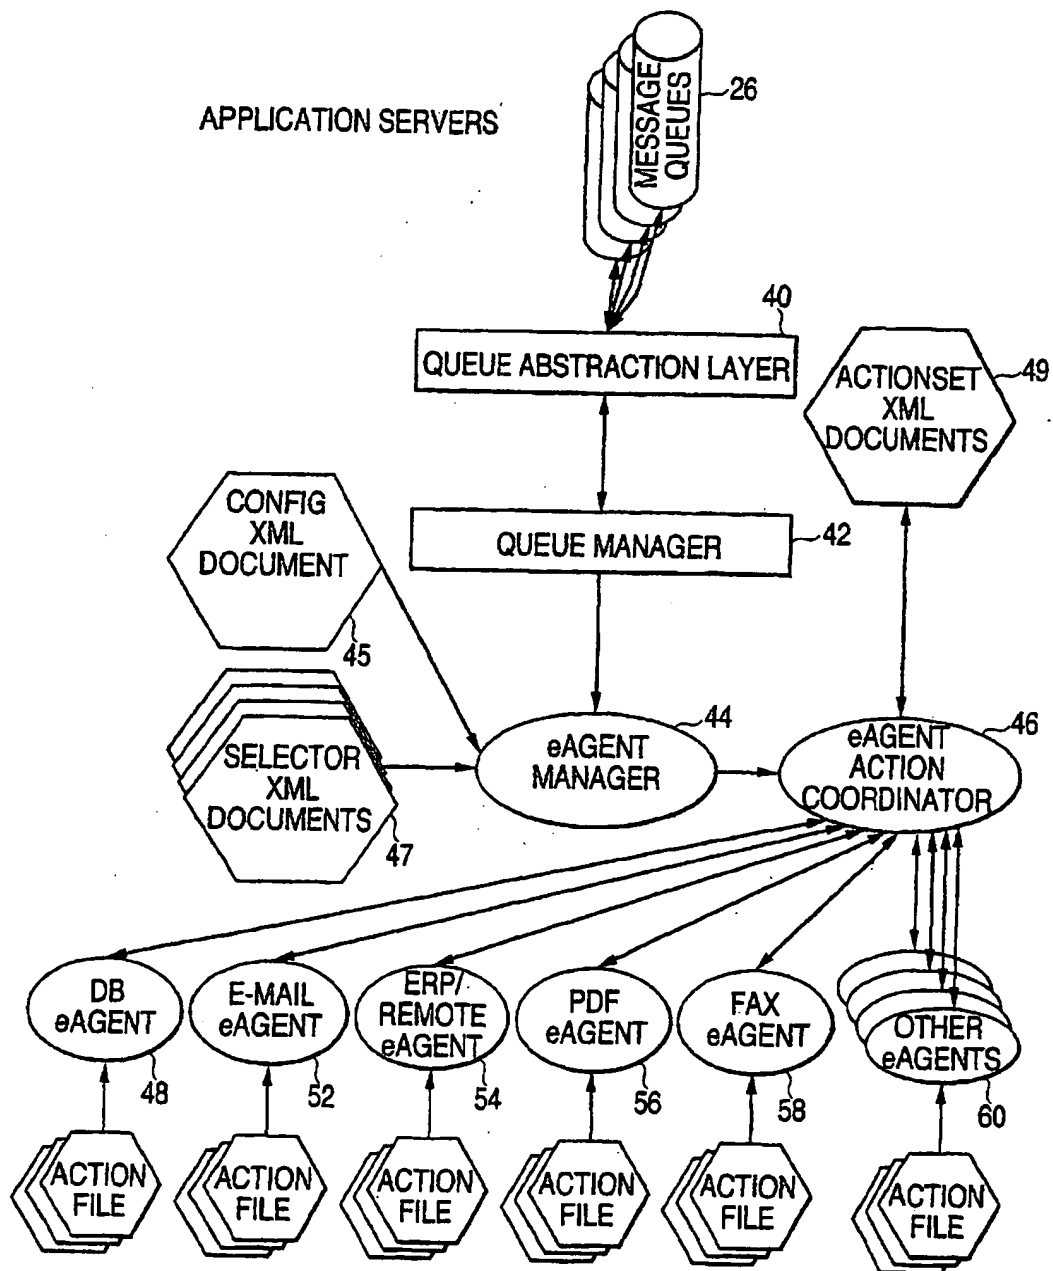 APPLICATION SERVERS
MESSAGE
QUEUES
26
40
QUEUE ABSTRACTION LAYER
ACTIONSET
XML
DOCUMENTS
49
CONFIG
XML
DOCUMENT
45
QUEUE MANAGER
42
SELECTOR
XML
DOCUMENTS
47
eAGENT
MANAGER
44
eAGENT
ACTION
COORDINATOR
46
DB
eAGENT
48
E-MAIL
eAGENT
52
ERP/
REMOTE
eAGENT
54
PDF
eAGENT
56
FAX
eAGENT
58
OTHER
eAGENTS
60
ACTION
FILE
ACTION
FILE
ACTION
FILE
ACTION
FILE
ACTION
FILE
ACTION
FILE